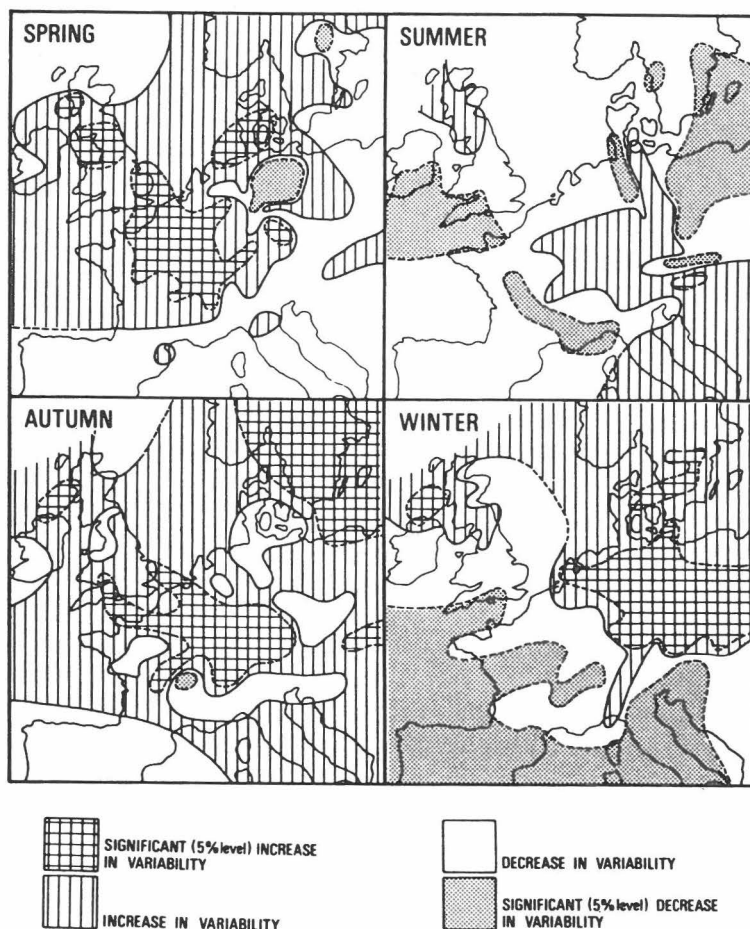 SPRING
SUMMER
AUTUMN
WINTER
SIGNIFICANT (5% level) INCREASE
IN VARIABILITY
INCREASE IN VARIABILITY
DECREASE IN VARIABILITY
SIGNIFICANT (5% level) DECREASE
IN VARIABILITY